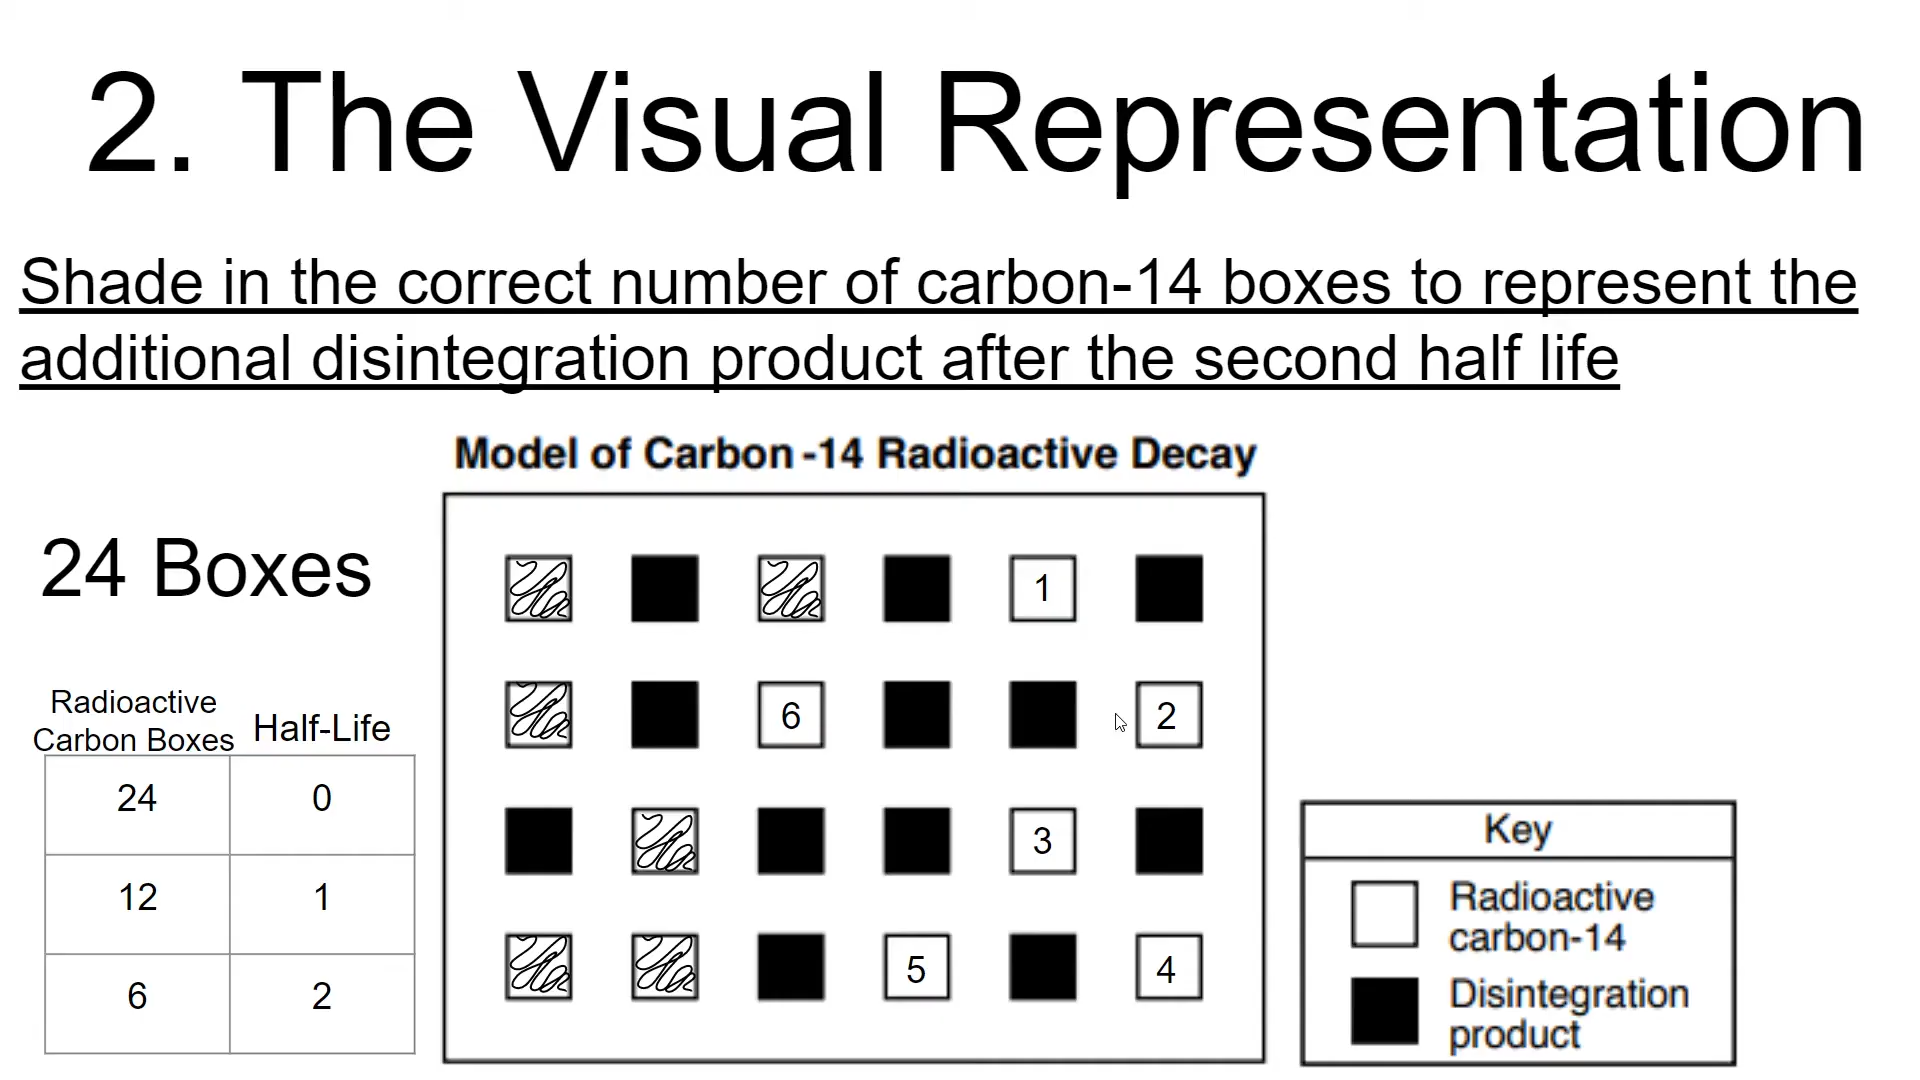 2. The Visual Representation
Shade in the correct number of carbon-14 boxes to represent the
additional disintegration product after the second half life
Model of Carbon -14 Radioactive Decay
24 Boxes
Radioactive
Carbon Boxes
Half-Life
24 0
12 1
6 2
1
6 2
3
5 4
Key
Radioactive
carbon-14
Disintegration
product